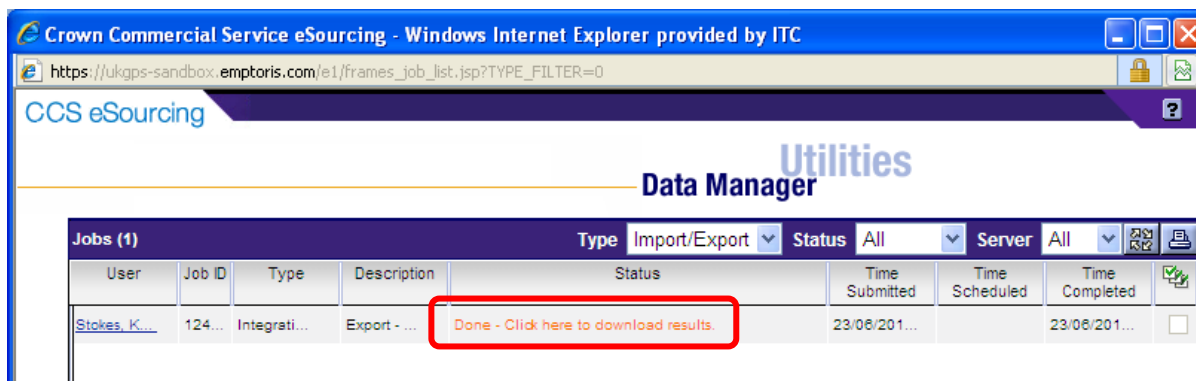 Crown Commercial Service eSourcing - Windows Internet Explorer provided by ITC
https://ukgps-sandbox.emptoris.com/e1/frames_job_list.jsp?TYPE_FILTER=0
CCS eSourcing
?
Utilities
Data Manager
Jobs (1) Type Import/Export Status All Server All
User Job ID Type Description Status Time Submitted Time Scheduled Time Completed
Stokes, K... 124... Integrati... Export - ... Done - Click here to download results. 23/06/201... 23/06/201...